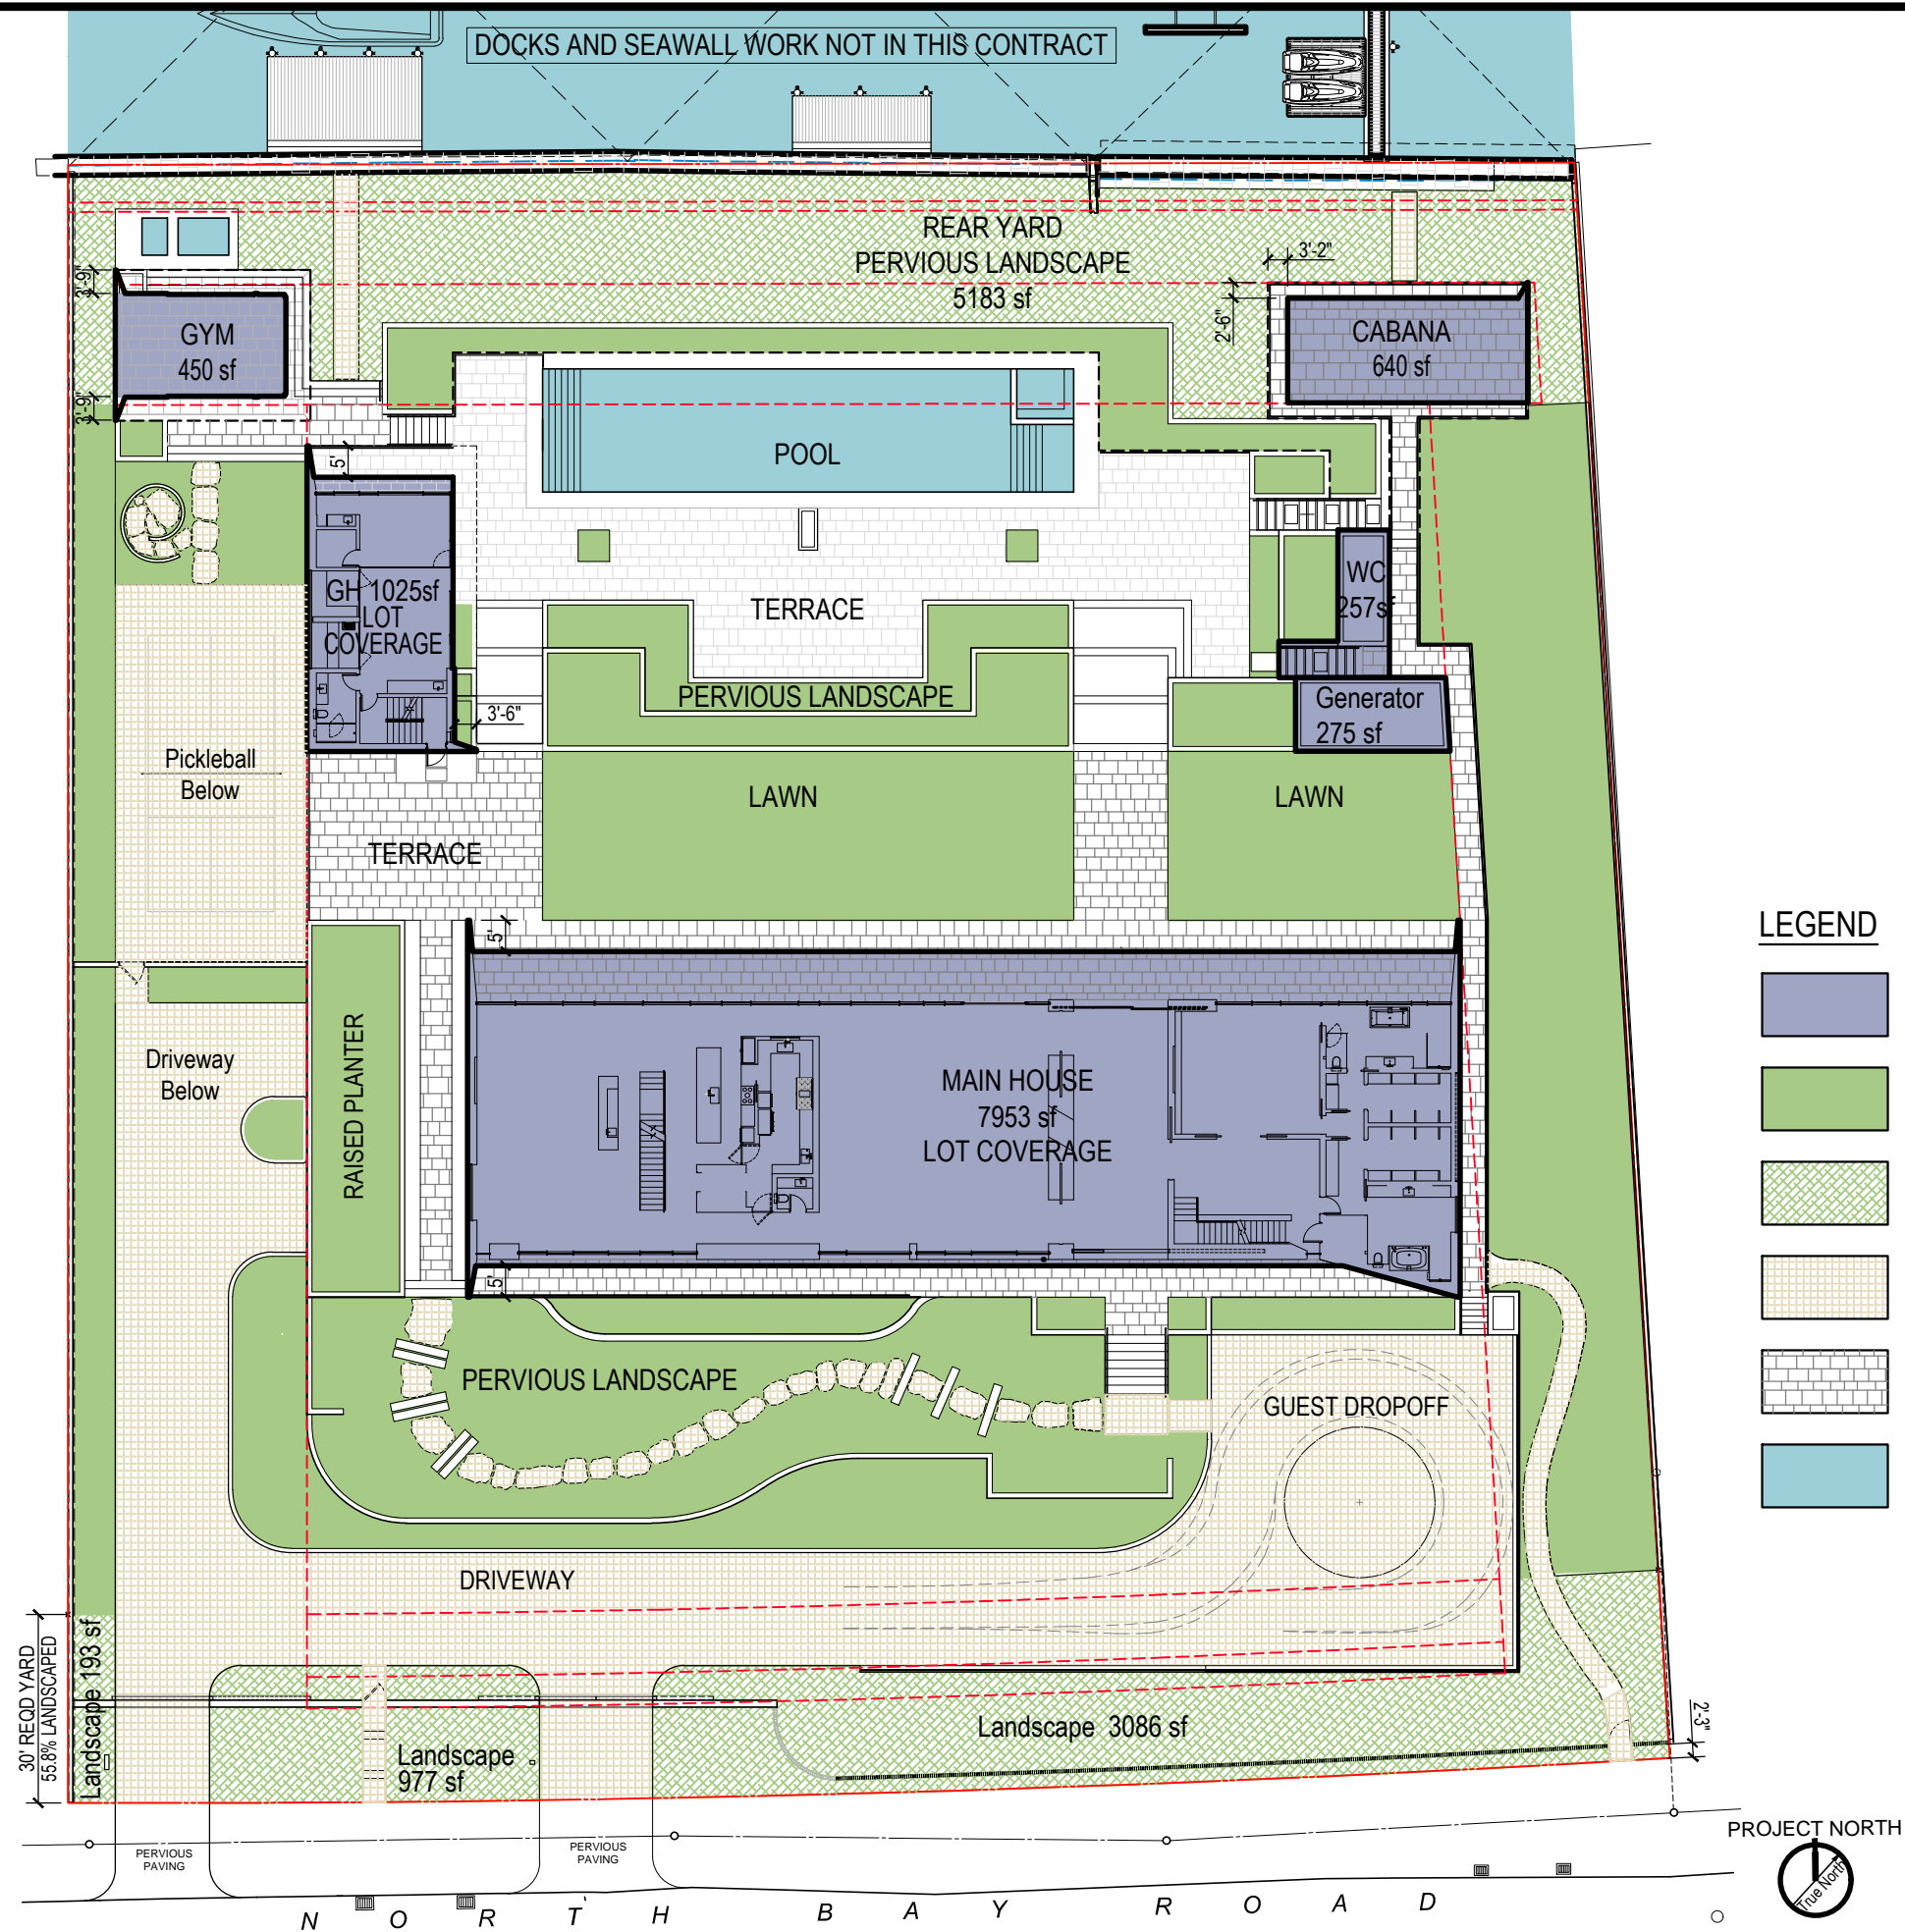 DOCKS AND SEAWALL WORK NOT IN THIS CONTRACT
REAR YARD
PERVIOUS LANDSCAPE
5183 sf
3'-2"
2'-6"
3'-9"
GYM
450 sf
3'-9"
CABANA
640 sf
POOL
5'
GH 1025sf
LOT
COVERAGE
WC
257sf
TERRACE
PERVIOUS LANDSCAPE
3'-6"
Generator
275 sf
Pickleball
Below
LAWN
LAWN
TERRACE
5'
LEGEND
RAISED PLANTER
Driveway
Below
MAIN HOUSE
7953 sf
LOT COVERAGE
5'
PERVIOUS LANDSCAPE
GUEST DROPOFF
DRIVEWAY
30' REQD YARD
55.8% LANDSCAPED
Landscape 193 sf
Landscape
977 sf
Landscape 3086 sf
2'-3"
PERVIOUS
PAVING
PERVIOUS
PAVING
PROJECT NORTH
True North
NORTH BAY ROAD